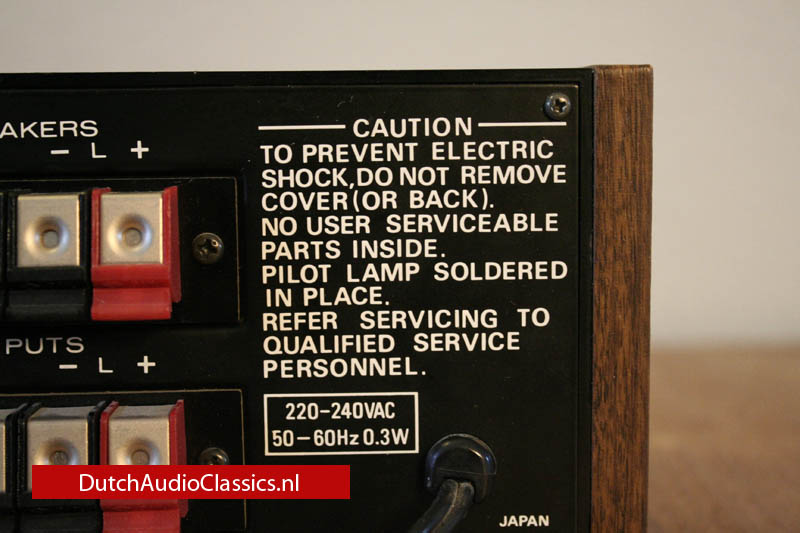 AKERS
− L +
CAUTION
TO PREVENT ELECTRIC
SHOCK,DO NOT REMOVE
COVER(OR BACK).
NO USER SERVICEABLE
PARTS INSIDE.
PILOT LAMP SOLDERED
IN PLACE.
REFER SERVICING TO
QUALIFIED SERVICE
PERSONNEL.
PUTS
− L +
220-240VAC
50-60Hz 0.3W
DutchAudioClassics.nl
JAPAN